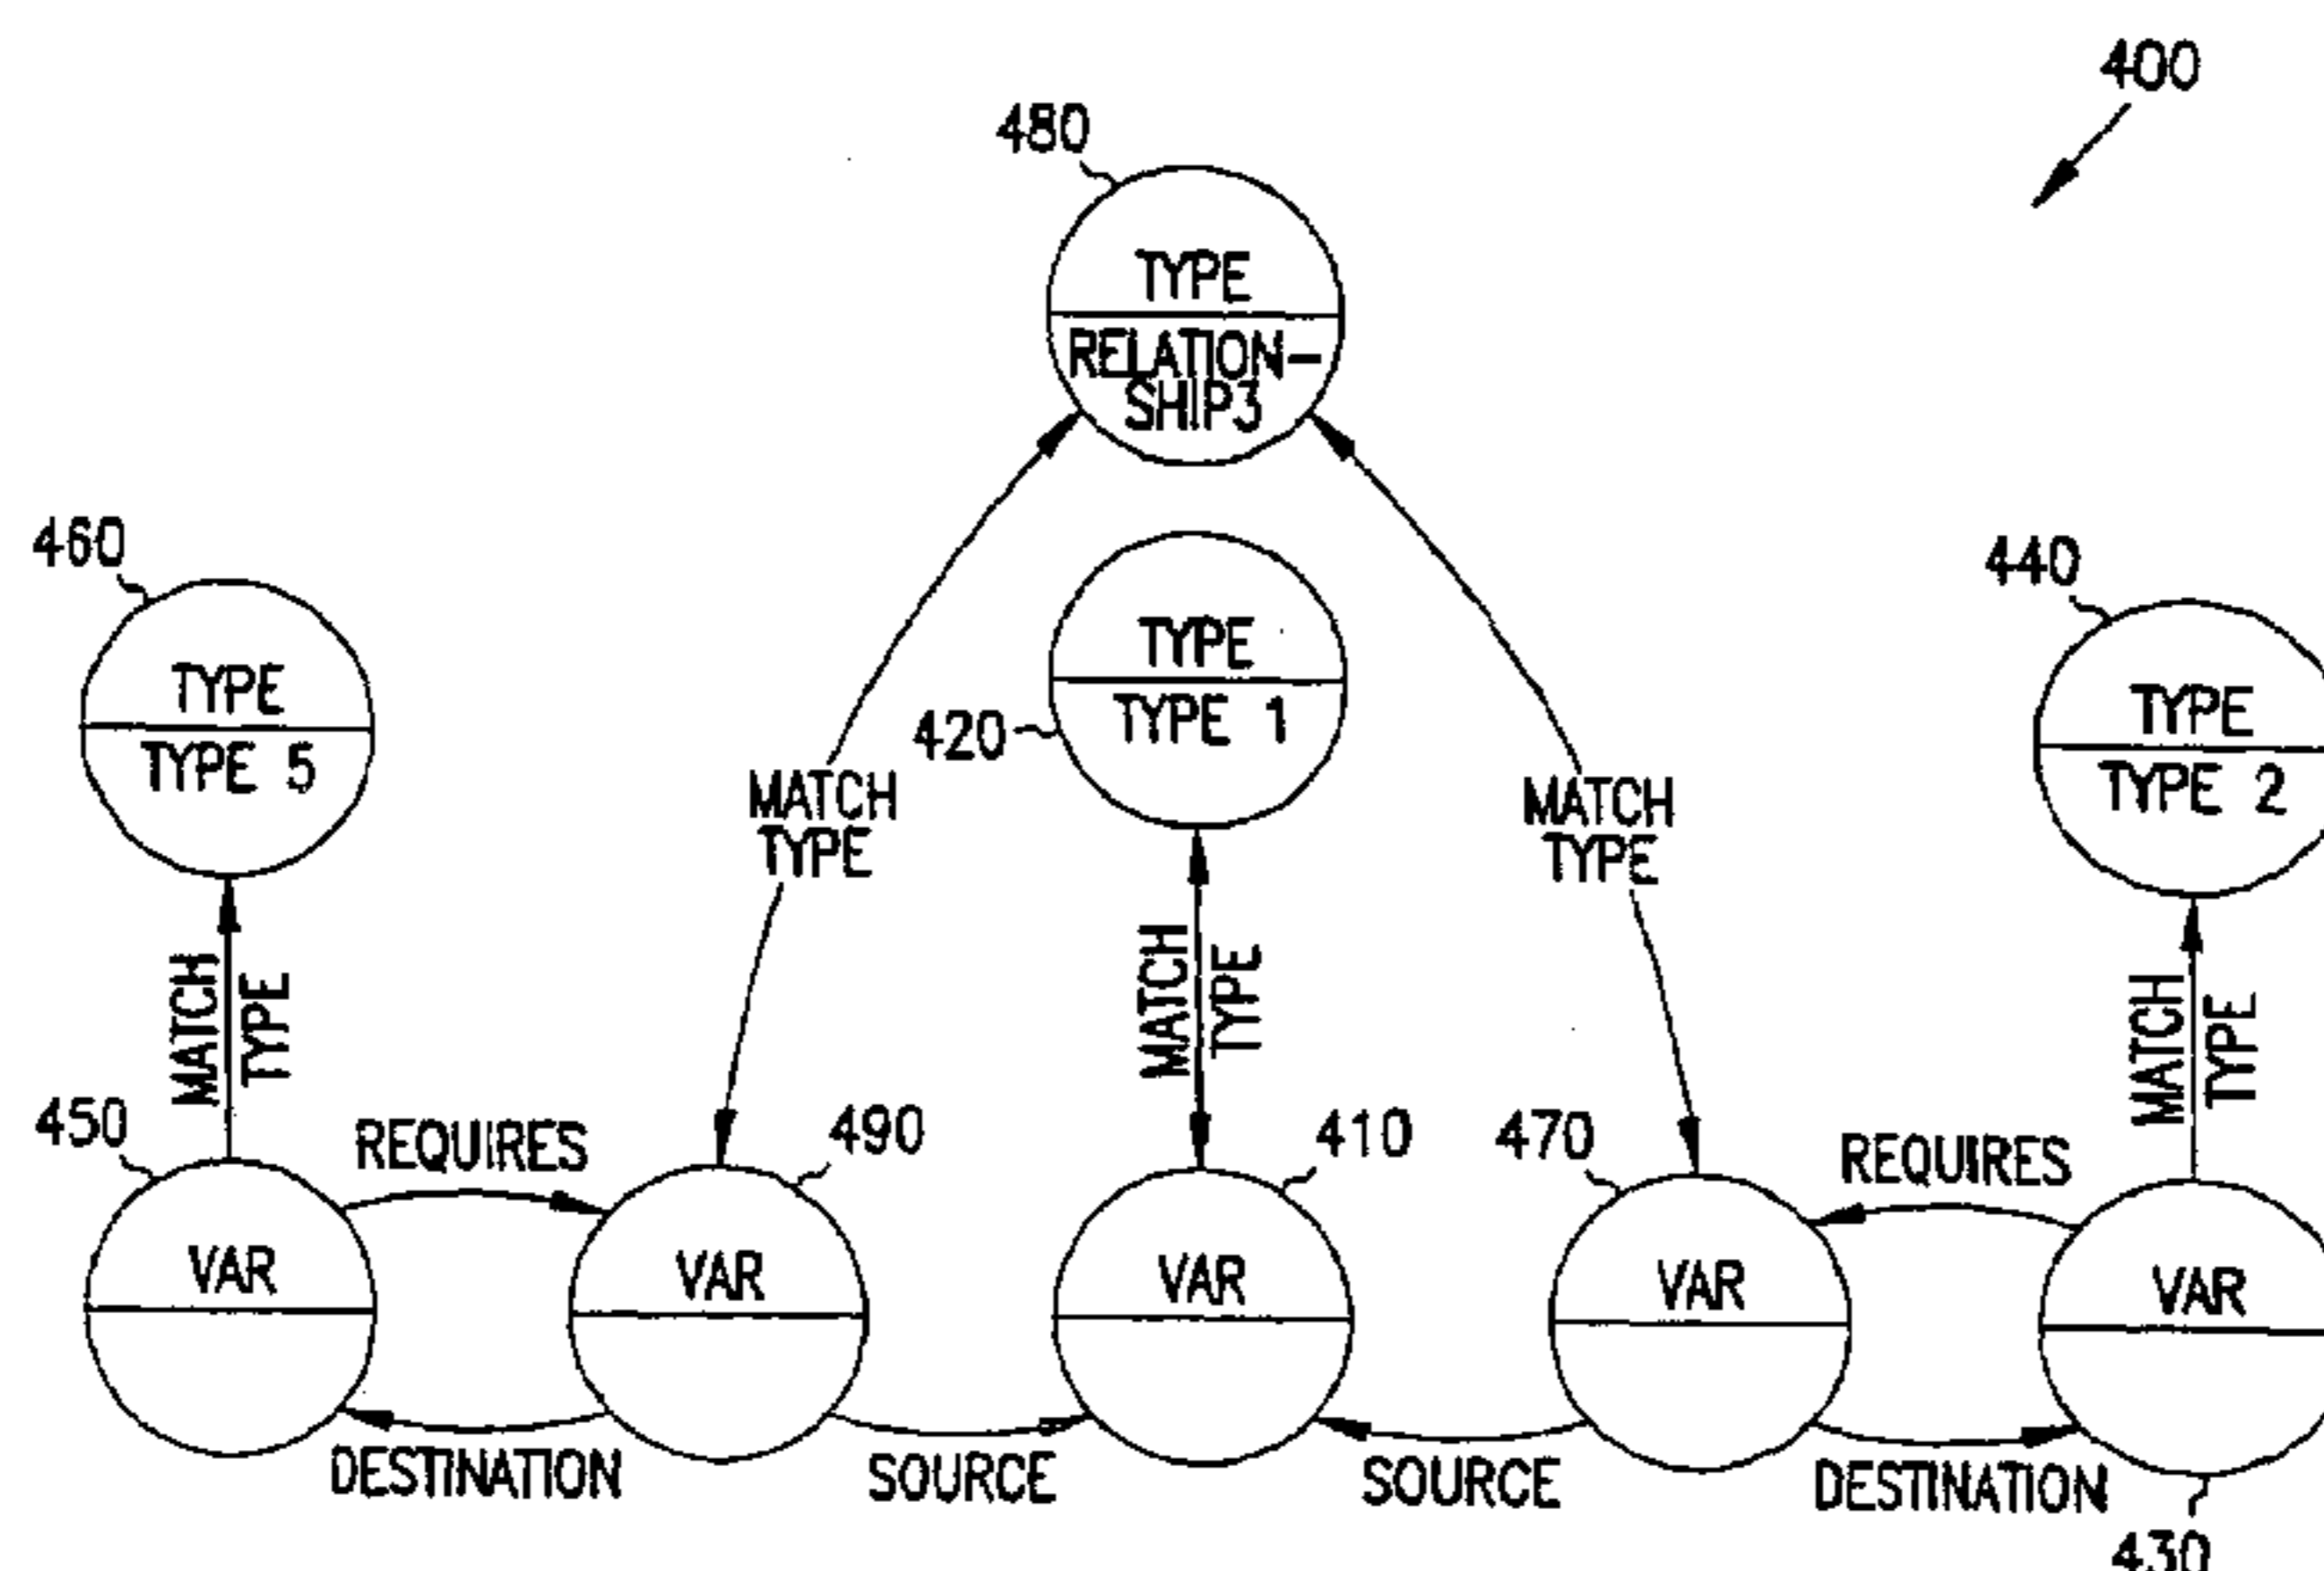 400
480
TYPE
RELATION-
SHIP3
460
TYPE
TYPE 5
420
TYPE
TYPE 1
440
TYPE
TYPE 2
MATCH
TYPE
MATCH
TYPE
MATCH
TYPE
MATCH
TYPE
MATCH
TYPE
450
REQUIRES
490
410
470
REQUIRES
VAR
VAR
VAR
VAR
VAR
DESTINATION
SOURCE
SOURCE
DESTINATION
430